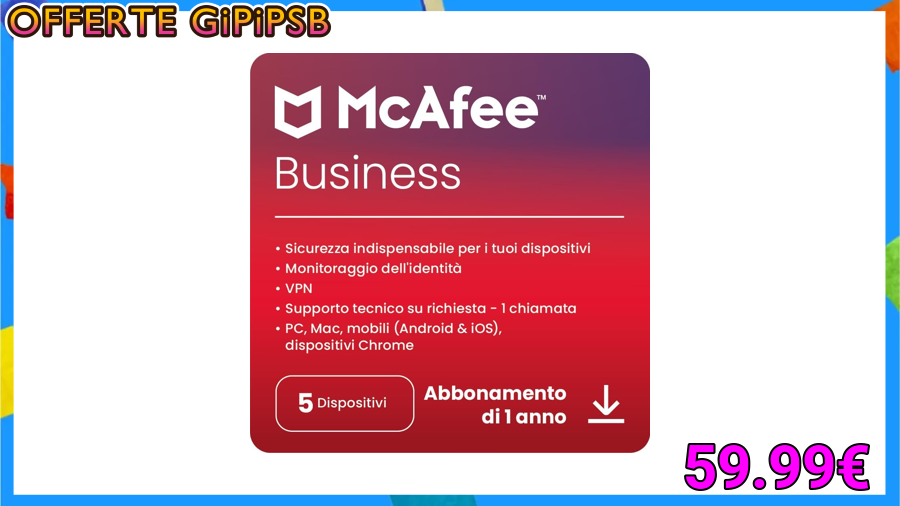 OFFERTE GiPiPSB
McAfee™
Business
• Sicurezza indispensabile per i tuoi dispositivi
• Monitoraggio dell'identità
• VPN
• Supporto tecnico su richiesta - 1 chiamata
• PC, Mac, mobili (Android & iOS),
dispositivi Chrome
5 Dispositivi
Abbonamento
di 1 anno
59.99€